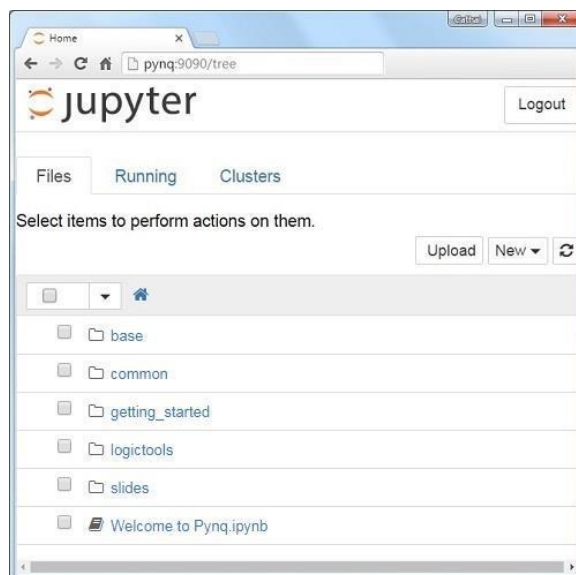 Home
pynq:9090/tree
jupyter
Logout
Files Running Clusters
Select items to perform actions on them.
Upload New
base
common
getting_started
logictools
slides
Welcome to Pynq.ipynb